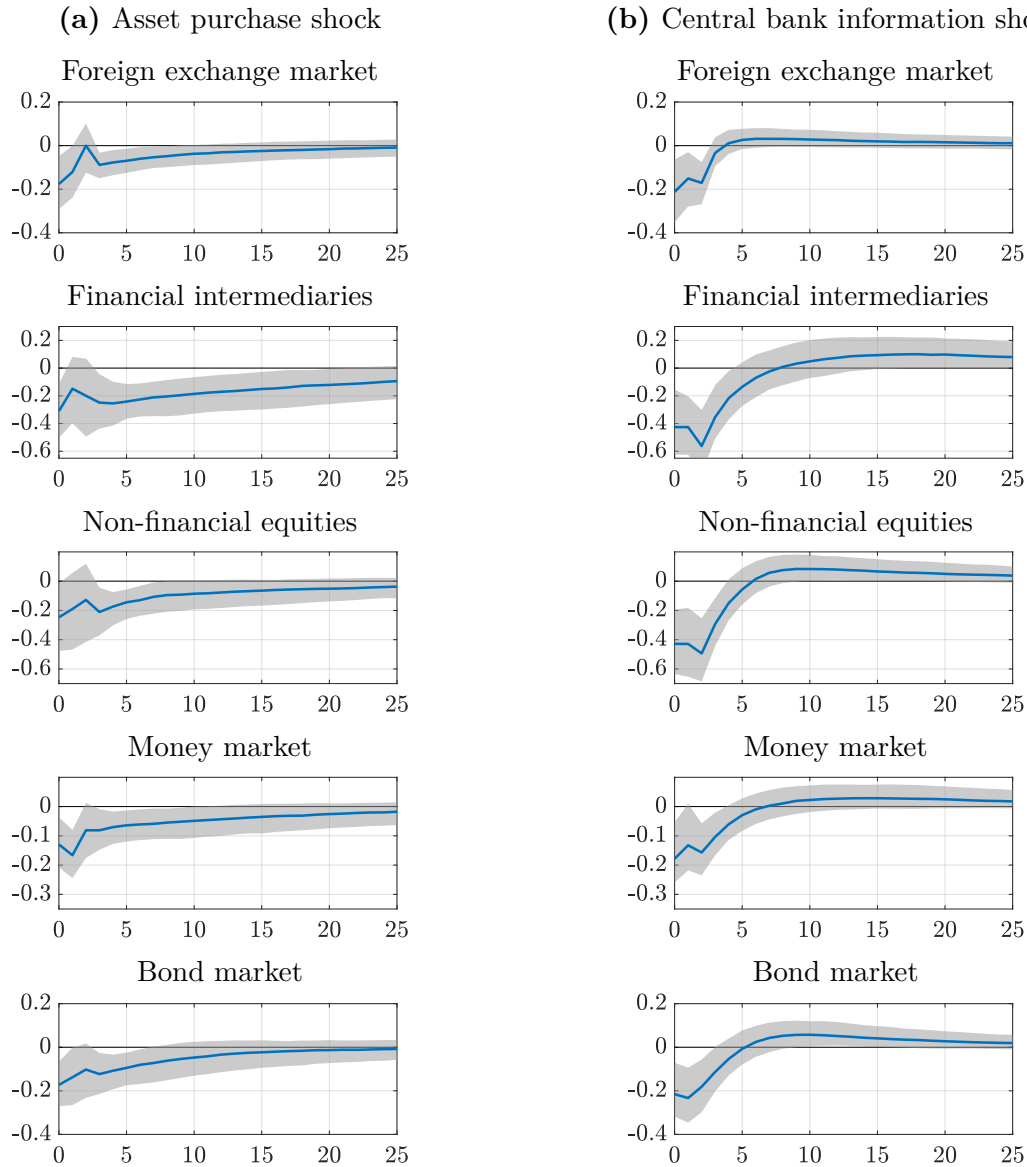 (a) Asset purchase shock
Foreign exchange market
0.2
0
-0.2
-0.4
0 5 10 15 20 25
Financial intermediaries
0.2
0
-0.2
-0.4
-0.6
0 5 10 15 20 25
Non-financial equities
0
-0.2
-0.4
-0.6
0 5 10 15 20 25
Money market
0
-0.1
-0.2
-0.3
0 5 10 15 20 25
Bond market
0.2
0
-0.2
-0.4
0 5 10 15 20 25
(b) Central bank information sho
Foreign exchange market
0.2
0
-0.2
-0.4
0 5 10 15 20 25
Financial intermediaries
0.2
0
-0.2
-0.4
-0.6
0 5 10 15 20 25
Non-financial equities
0
-0.2
-0.4
-0.6
0 5 10 15 20 25
Money market
0
-0.1
-0.2
-0.3
0 5 10 15 20 25
Bond market
0.2
0
-0.2
-0.4
0 5 10 15 20 25